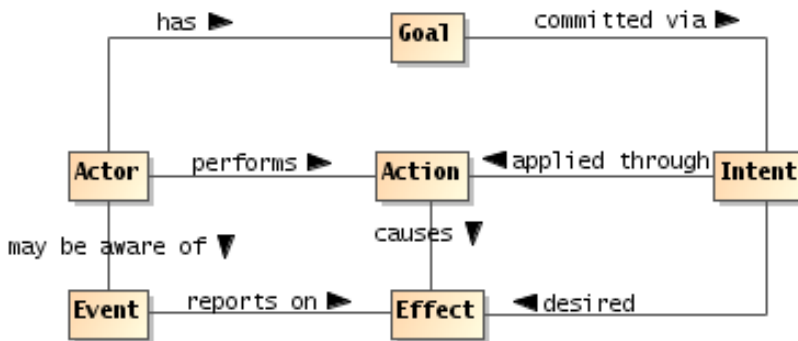 has
Goal
committed via
Actor
performs
Action
applied through
Intent
may be aware of
causes
Event
reports on
Effect
desired